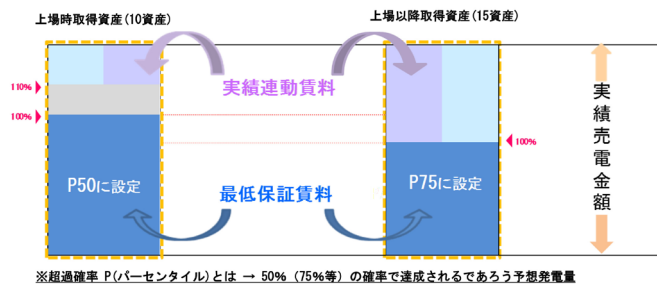 上場時取得資産(10資産)
上場以降取得資産(15資産)
110%
100%
実績連動賃料
100%
P50に設定
最低保証賃料
P75に設定
実績売電金額
※超過確率 P(パーセンタイル)とは → 50% (75%等) の確率で達成されるであろう予想発電量